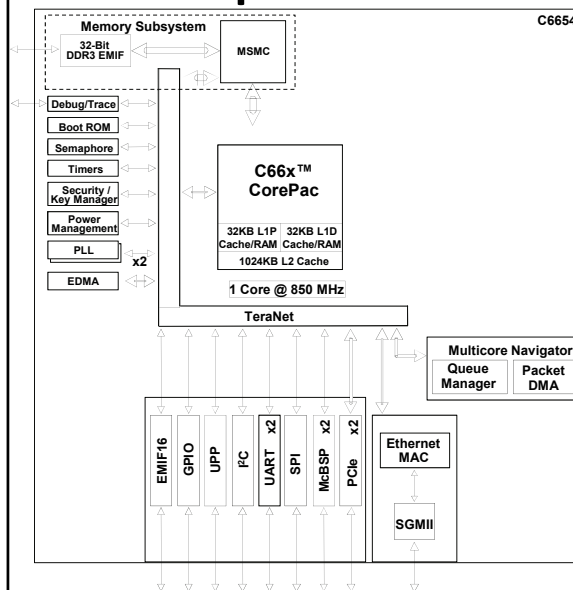 C6654
Memory Subsystem
32-Bit
DDR3 EMIF
MSMC
Debug/Trace
Boot ROM
Semaphore
Timers
Security /
Key Manager
Power
Management
PLL
x2
EDMA
C66x™
CorePac
32KB L1P
Cache/RAM
32KB L1D
Cache/RAM
1024KB L2 Cache
1 Core @ 850 MHz
TeraNet
Multicore Navigator
Queue
Manager
Packet
DMA
EMIF16
GPIO
UPP
I²C
UART x2
SPI
McBSP x2
PCIe x2
Ethernet
MAC
SGMII